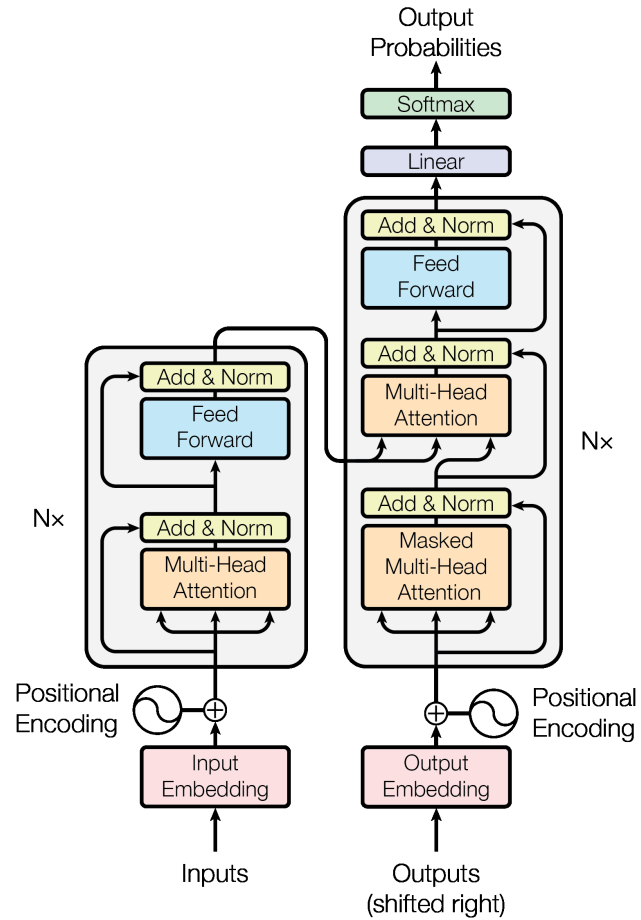 Output
Probabilities
Softmax
Linear
Add & Norm
Feed
Forward
Add & Norm
Multi-Head
Attention
Add & Norm
Masked
Multi-Head
Attention
N×
Positional
Encoding
Output
Embedding
Outputs
(shifted right)
Add & Norm
Feed
Forward
Add & Norm
Multi-Head
Attention
N×
Positional
Encoding
Input
Embedding
Inputs